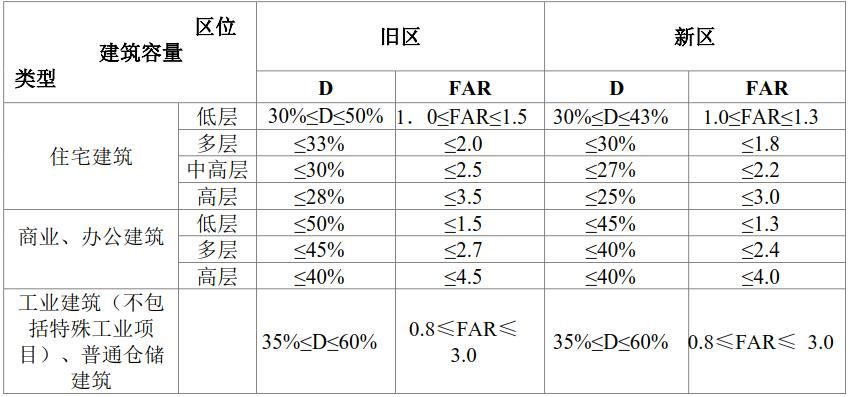 区位
建筑容量
类型
旧区
新区
D
FAR
D
FAR
住宅建筑
低层
30%≤D≤50%
1．0≤FAR≤1.5
30%≤D≤43%
1.0≤FAR≤1.3
多层
≤33%
≤2.0
≤30%
≤1.8
中高层
≤30%
≤2.5
≤27%
≤2.2
高层
≤28%
≤3.5
≤25%
≤3.0
商业、办公建筑
低层
≤50%
≤1.5
≤45%
≤1.3
多层
≤45%
≤2.7
≤40%
≤2.4
高层
≤40%
≤4.5
≤40%
≤4.0
工业建筑（不包
括特殊工业项
目）、普通仓储
建筑
35%≤D≤60%
0.8≤FAR≤
3.0
35%≤D≤60%
0.8≤FAR≤ 3.0